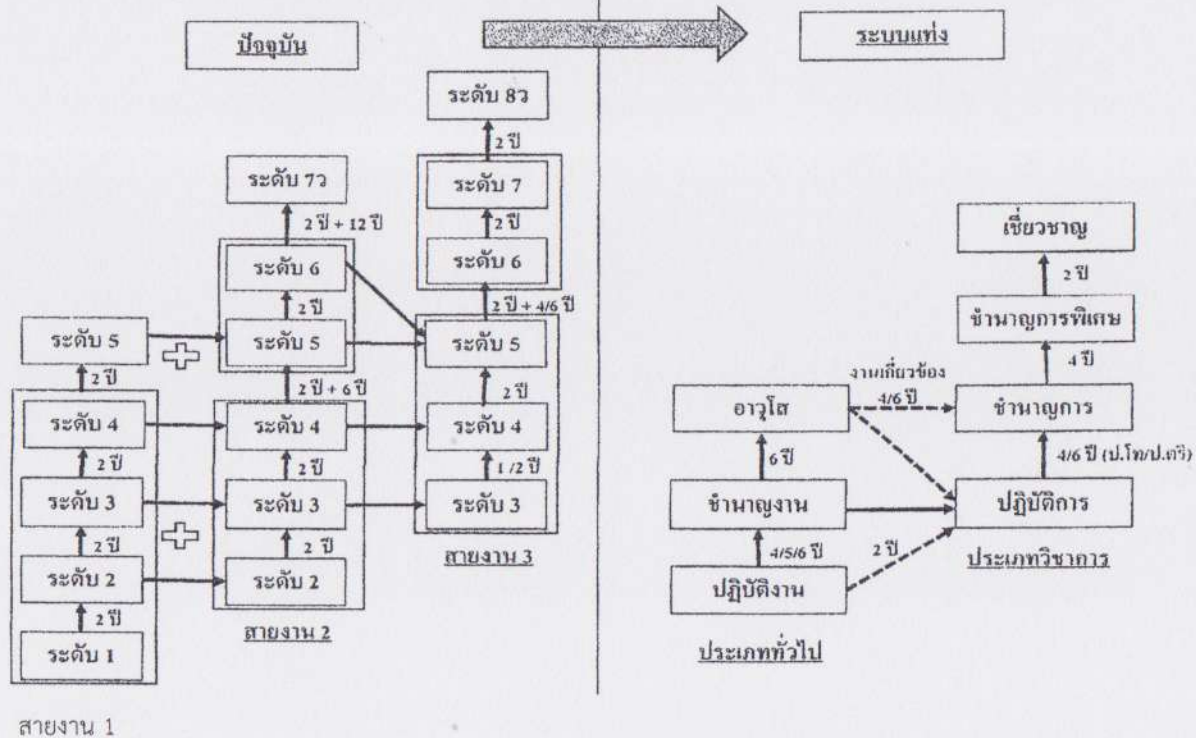 ปัจจุบัน
ระบบแท่ง
ระดับ 8ว
2 ปี
ระดับ 7
2 ปี
ระดับ 6
2 ปี + 4/6 ปี
ระดับ 5
2 ปี
ระดับ 4
1 /2 ปี
ระดับ 3
สายงาน 3
ระดับ 7ว
2 ปี + 12 ปี
ระดับ 6
2 ปี
ระดับ 5
2 ปี + 6 ปี
ระดับ 4
2 ปี
ระดับ 3
2 ปี
ระดับ 2
สายงาน 2
ระดับ 5
2 ปี
ระดับ 4
2 ปี
ระดับ 3
2 ปี
ระดับ 2
2 ปี
ระดับ 1
สายงาน 1
เชี่ยวชาญ
2 ปี
ชำนาญการพิเศษ
4 ปี
ชำนาญการ
4/6 ปี (ป.โท/ป.ตรี)
ปฏิบัติการ
ประเภทวิชาการ
งานเกี่ยวข้อง
4/6 ปี
อาวุโส
6 ปี
ชำนาญงาน
4/5/6 ปี
2 ปี
ปฏิบัติงาน
ประเภททั่วไป